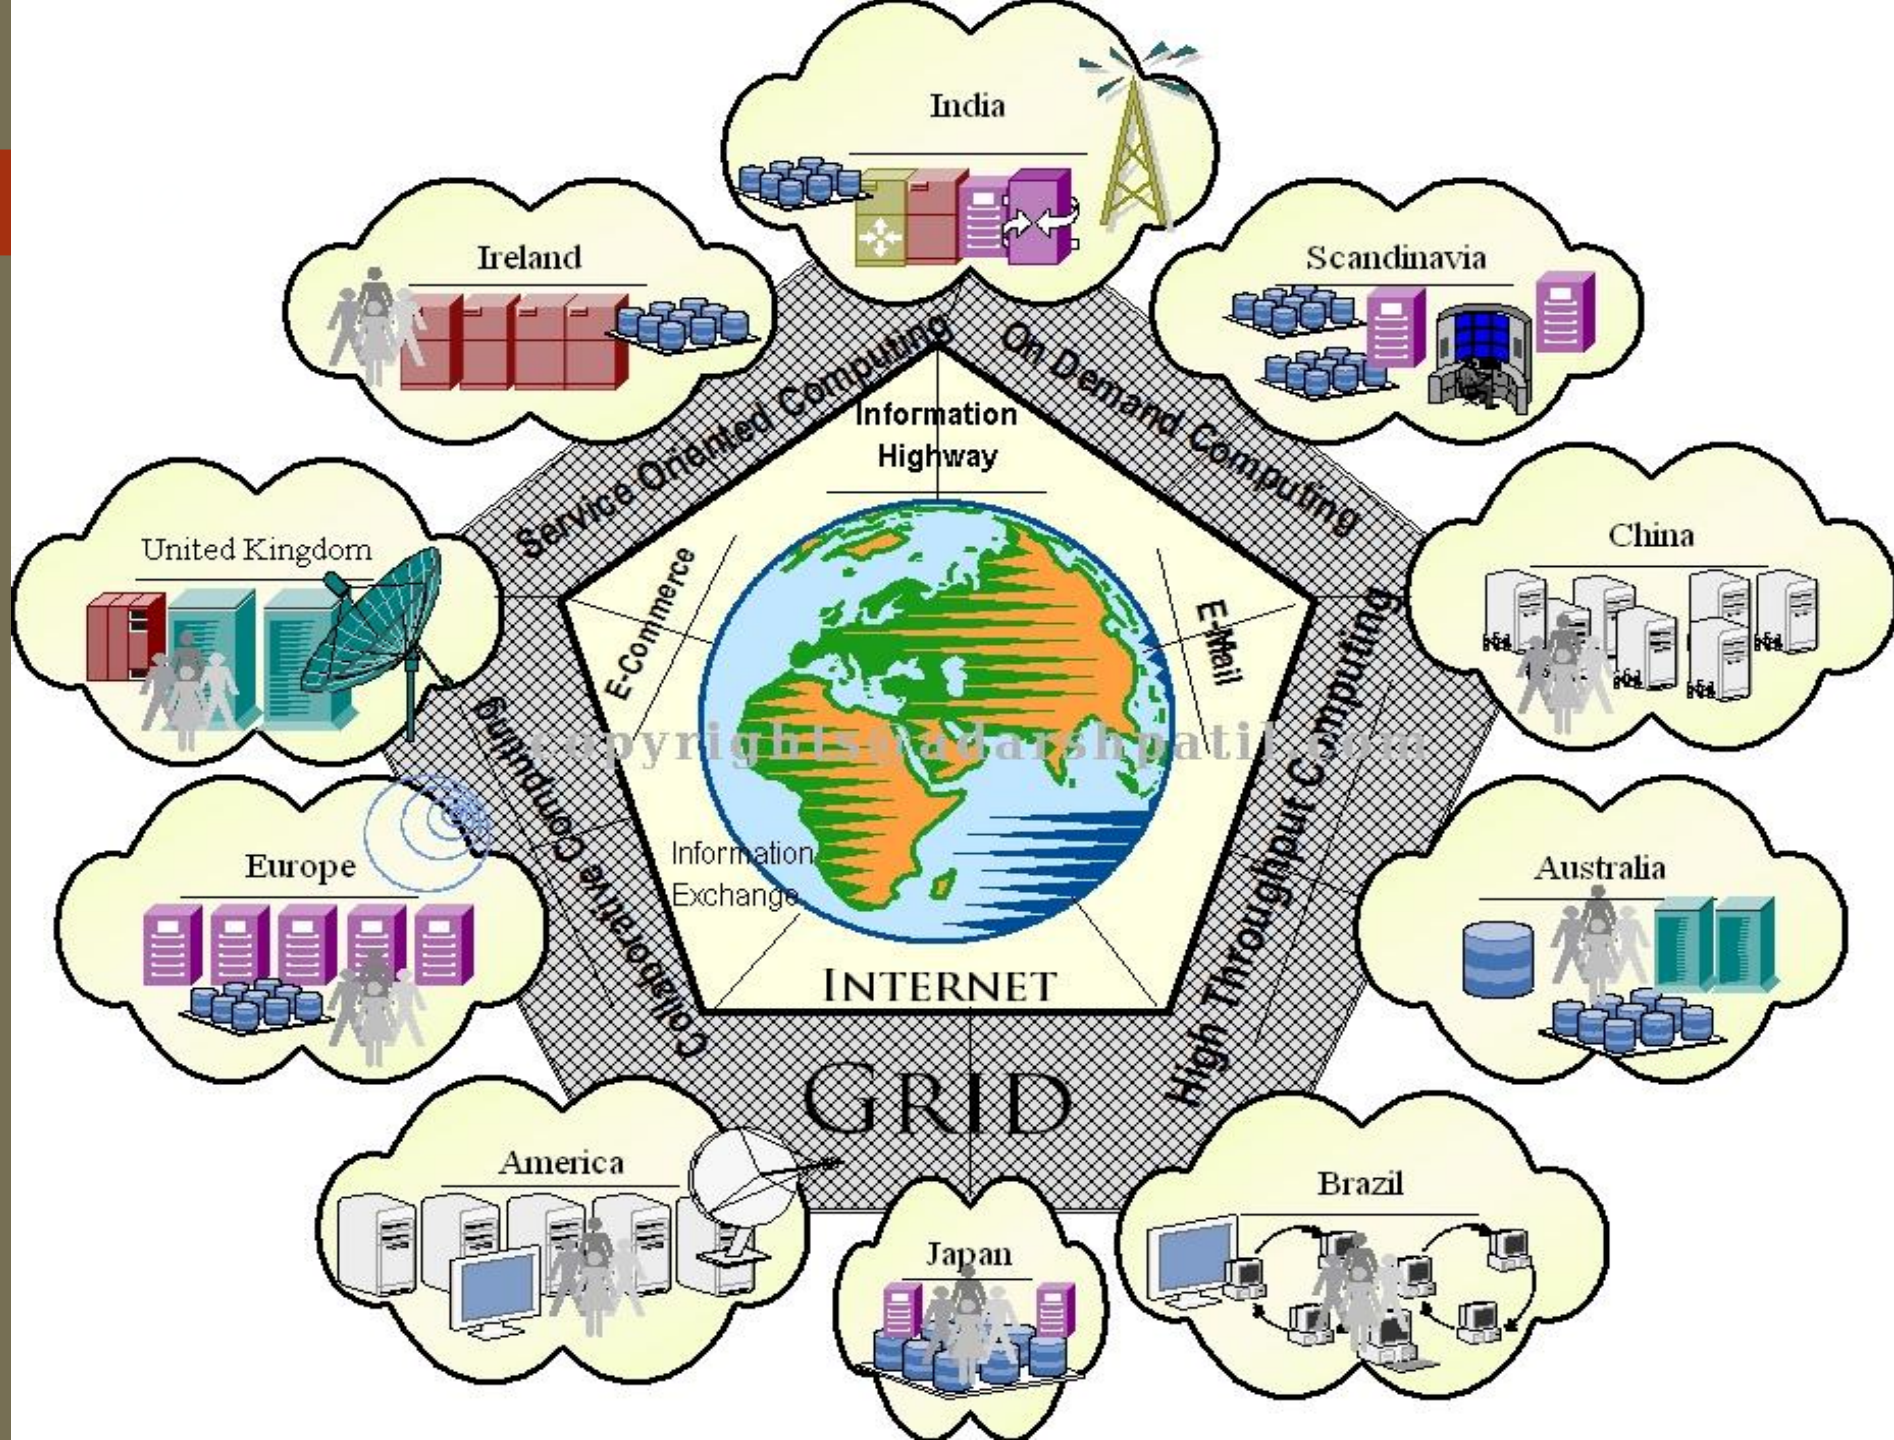 India
Ireland
Scandinavia
Service Oriented Computing
On Demand Computing
Information
Highway
United Kingdom
China
E-Commerce
E-Mail
copyrights@adarshpatil.com
Collaborative Computing
High Throughput Computing
Information
Exchange
Europe
Australia
INTERNET
GRID
America
Brazil
Japan